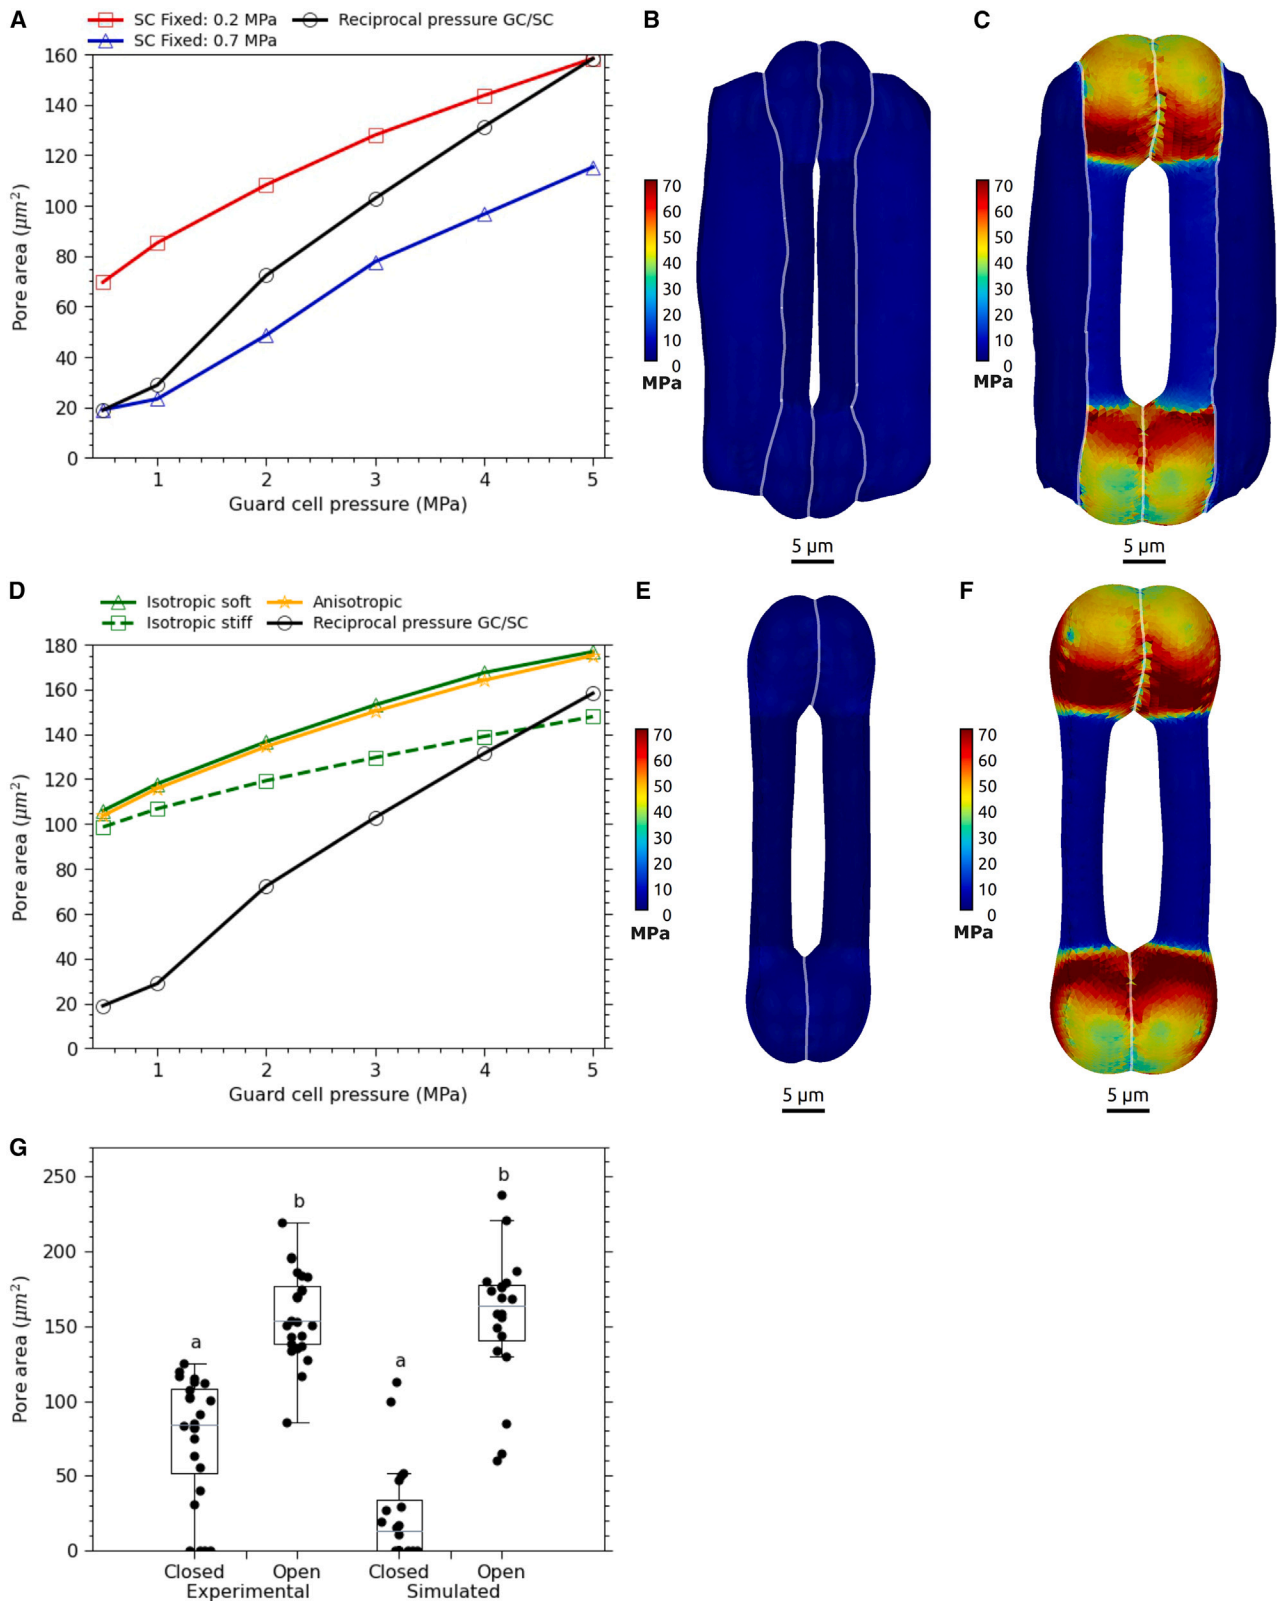 A
SC Fixed: 0.2 MPa
Reciprocal pressure GC/SC
SC Fixed: 0.7 MPa
160
140
120
100
80
60
40
20
0
Pore area (μm²)
1 2 3 4 5
Guard cell pressure (MPa)
B
70
60
50
40
30
20
10
0
MPa
5 μm
C
70
60
50
40
30
20
10
0
MPa
5 μm
D
Isotropic soft
Anisotropic
Isotropic stiff
Reciprocal pressure GC/SC
180
160
140
120
100
80
60
40
20
0
Pore area (μm²)
1 2 3 4 5
Guard cell pressure (MPa)
E
70
60
50
40
30
20
10
0
MPa
5 μm
F
70
60
50
40
30
20
10
0
MPa
5 μm
G
250
200
150
100
50
0
Pore area (μm²)
a
b
a
b
Closed Open Closed Open
Experimental Simulated